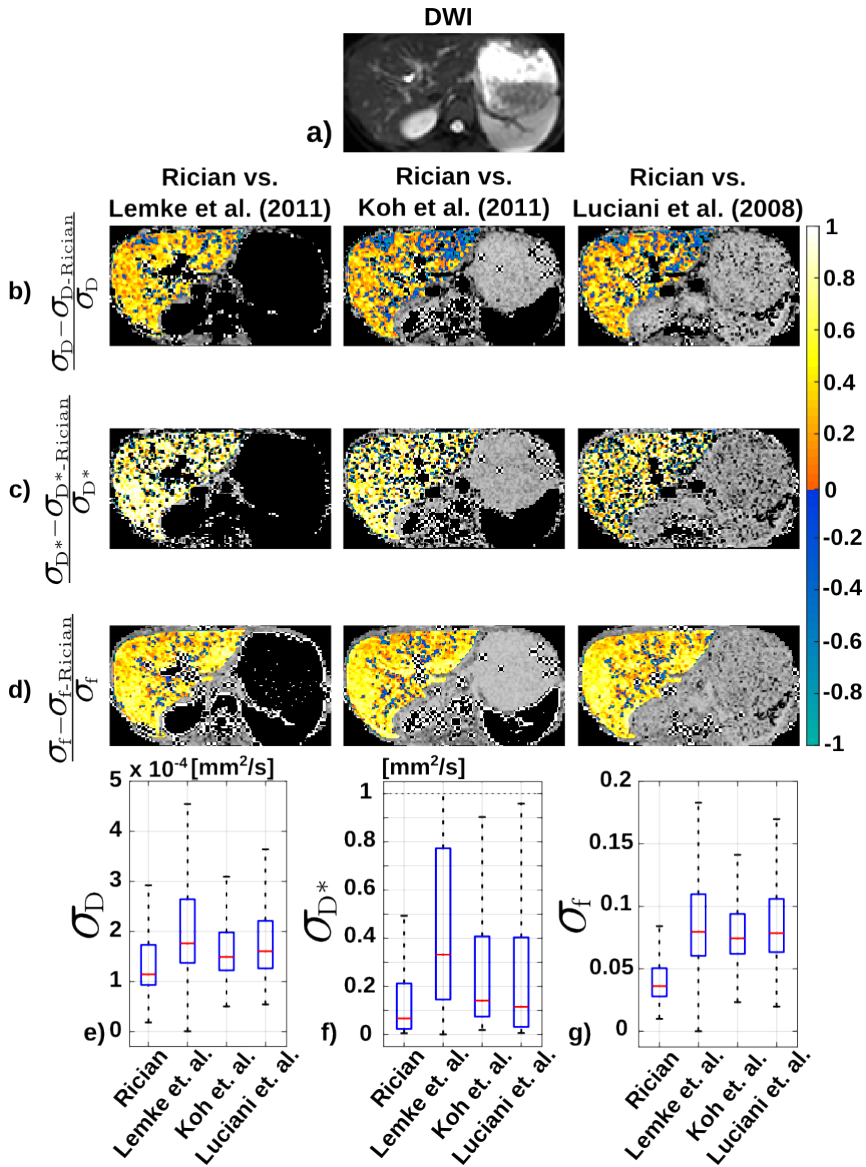 DWI
a)
Rician vs.
Lemke et al. (2011)
Rician vs.
Koh et al. (2011)
Rician vs.
Luciani et al. (2008)
b)
σD − σD-Rician
σD
c)
σD* − σD*-Rician
σD*
d)
σf − σf-Rician
σf
1
0.8
0.6
0.4
0.2
0
-0.2
-0.4
-0.6
-0.8
-1
x 10-4 [mm2/s]
5
4
3
2
1
0
σD
e)
Rician
Lemke et. al.
Koh et. al.
Luciani et. al.
[mm2/s]
1
0.8
0.6
0.4
0.2
0
σD*
f)
Rician
Lemke et. al.
Koh et. al.
Luciani et. al.
0.2
0.15
0.1
0.05
0
σf
g)
Rician
Lemke et. al.
Koh et. al.
Luciani et. al.